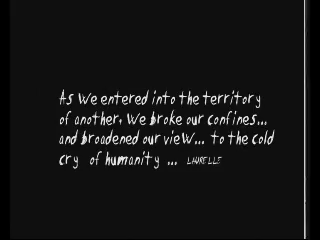 As we entered into the territory
of another, we broke our confines...
and broadened our view... to the cold
cry of humanity ... LAURELLE